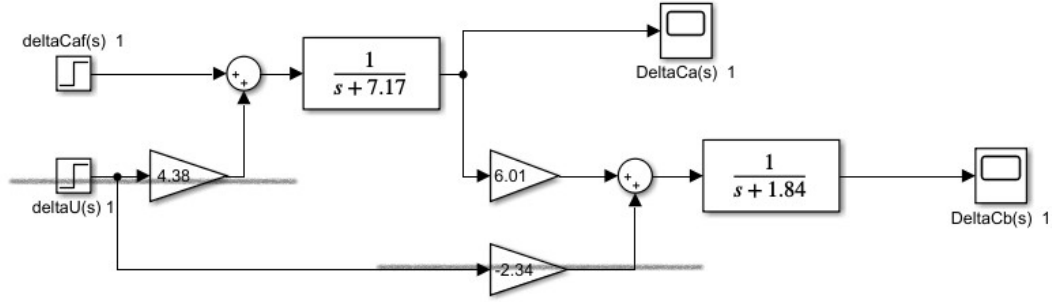 deltaCaf(s) 1
+
+
1
s + 7.17
DeltaCa(s) 1
4.38
deltaU(s) 1
6.01
+
+
1
s + 1.84
DeltaCb(s) 1
-2.34